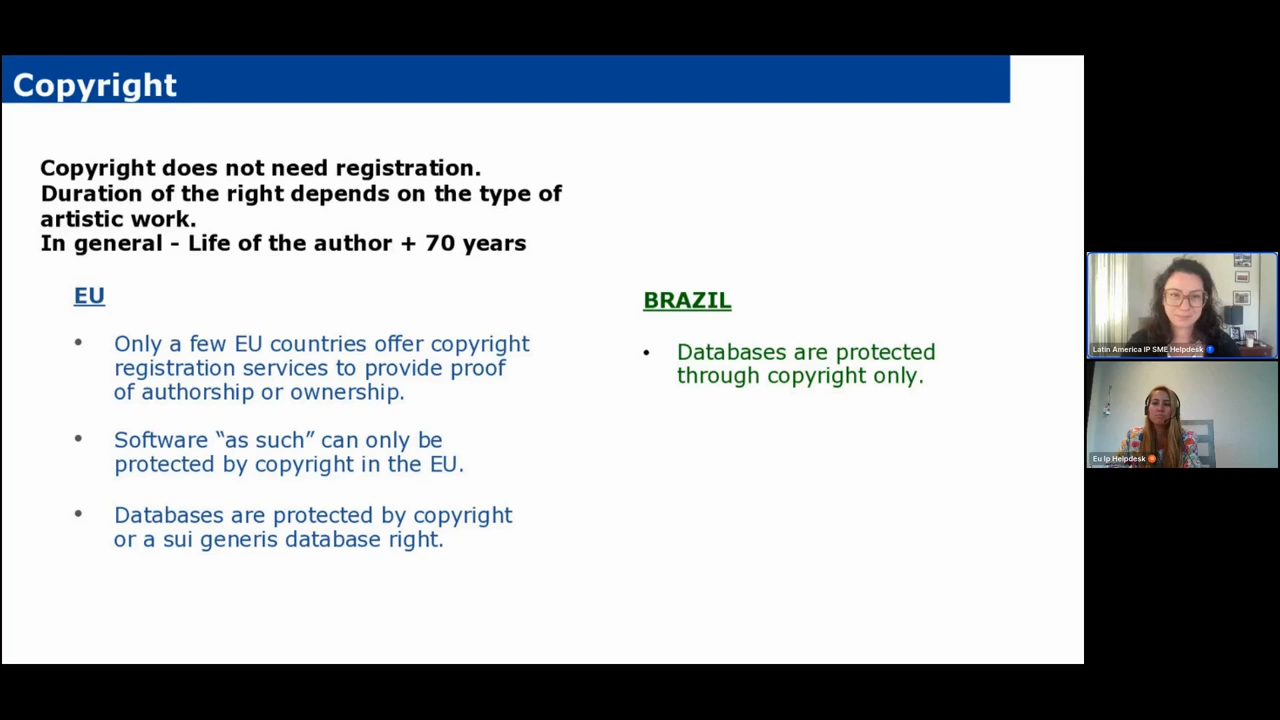 Copyright
Copyright does not need registration.
Duration of the right depends on the type of
artistic work.
In general - Life of the author + 70 years
EU
• Only a few EU countries offer copyright
registration services to provide proof
of authorship or ownership.
• Software “as such” can only be
protected by copyright in the EU.
• Databases are protected by copyright
or a sui generis database right.
BRAZIL
• Databases are protected
through copyright only.
Latin America IP SME Helpdesk
Eu Ip Helpdesk